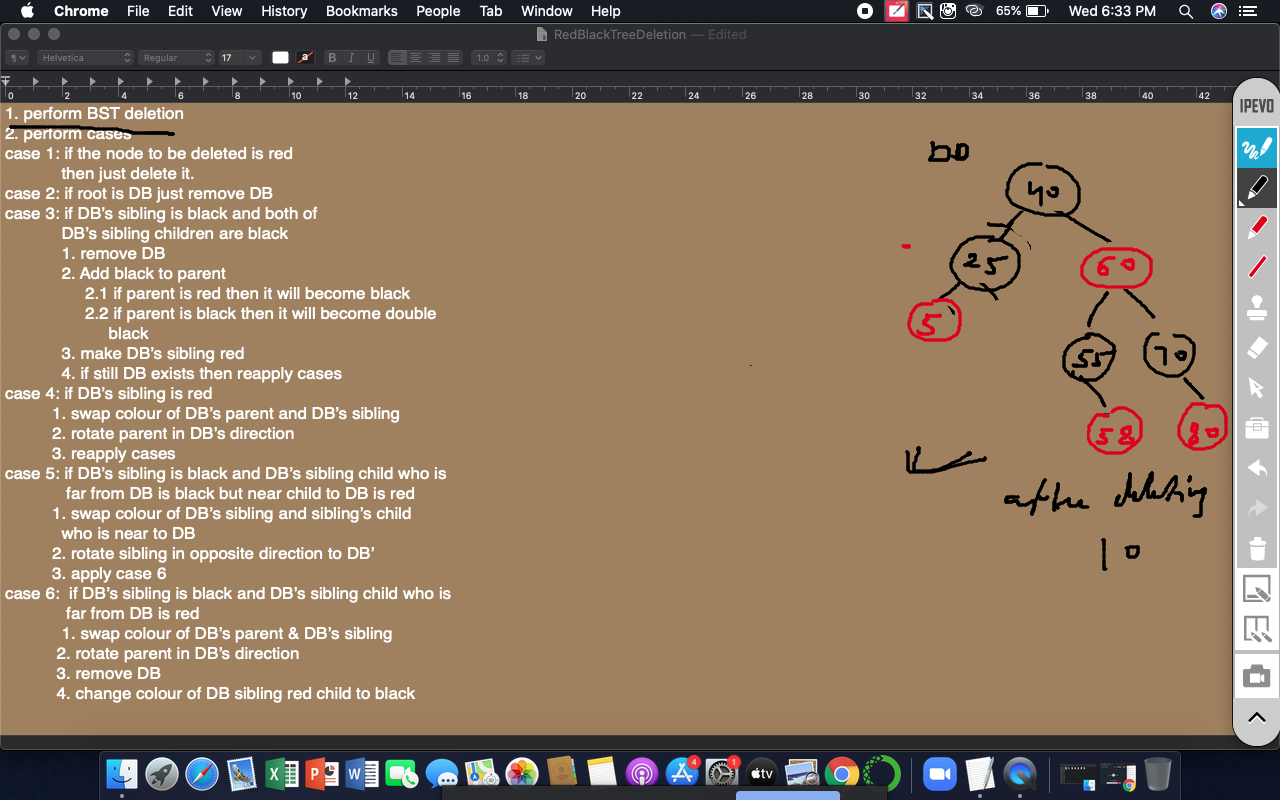 Chrome File Edit View History Bookmarks People Tab Window Help 65% Wed 6:33 PM
RedBlackTreeDeletion — Edited
Helvetica Regular 17 a B I U 1.0
0 2 4 6 8 10 12 14 16 18 20 22 24 26 28 30 32 34 36 38 40 42
1. perform BST deletion
2. perform cases
case 1: if the node to be deleted is red
then just delete it.
case 2: if root is DB just remove DB
case 3: if DB's sibling is black and both of
DB's sibling children are black
1. remove DB
2. Add black to parent
2.1 if parent is red then it will become black
2.2 if parent is black then it will become double
black
3. make DB's sibling red
4. if still DB exists then reapply cases
case 4: if DB's sibling is red
1. swap colour of DB's parent and DB's sibling
2. rotate parent in DB's direction
3. reapply cases
case 5: if DB's sibling is black and DB's sibling child who is
far from DB is black but near child to DB is red
1. swap colour of DB's sibling and sibling's child
who is near to DB
2. rotate sibling in opposite direction to DB'
3. apply case 6
case 6: if DB's sibling is black and DB's sibling child who is
far from DB is red
1. swap colour of DB's parent & DB's sibling
2. rotate parent in DB's direction
3. remove DB
4. change colour of DB sibling red child to black
40
25 60
5 55 70
58 80
after deleting
10
IPEVO
X P W
4 1 tv